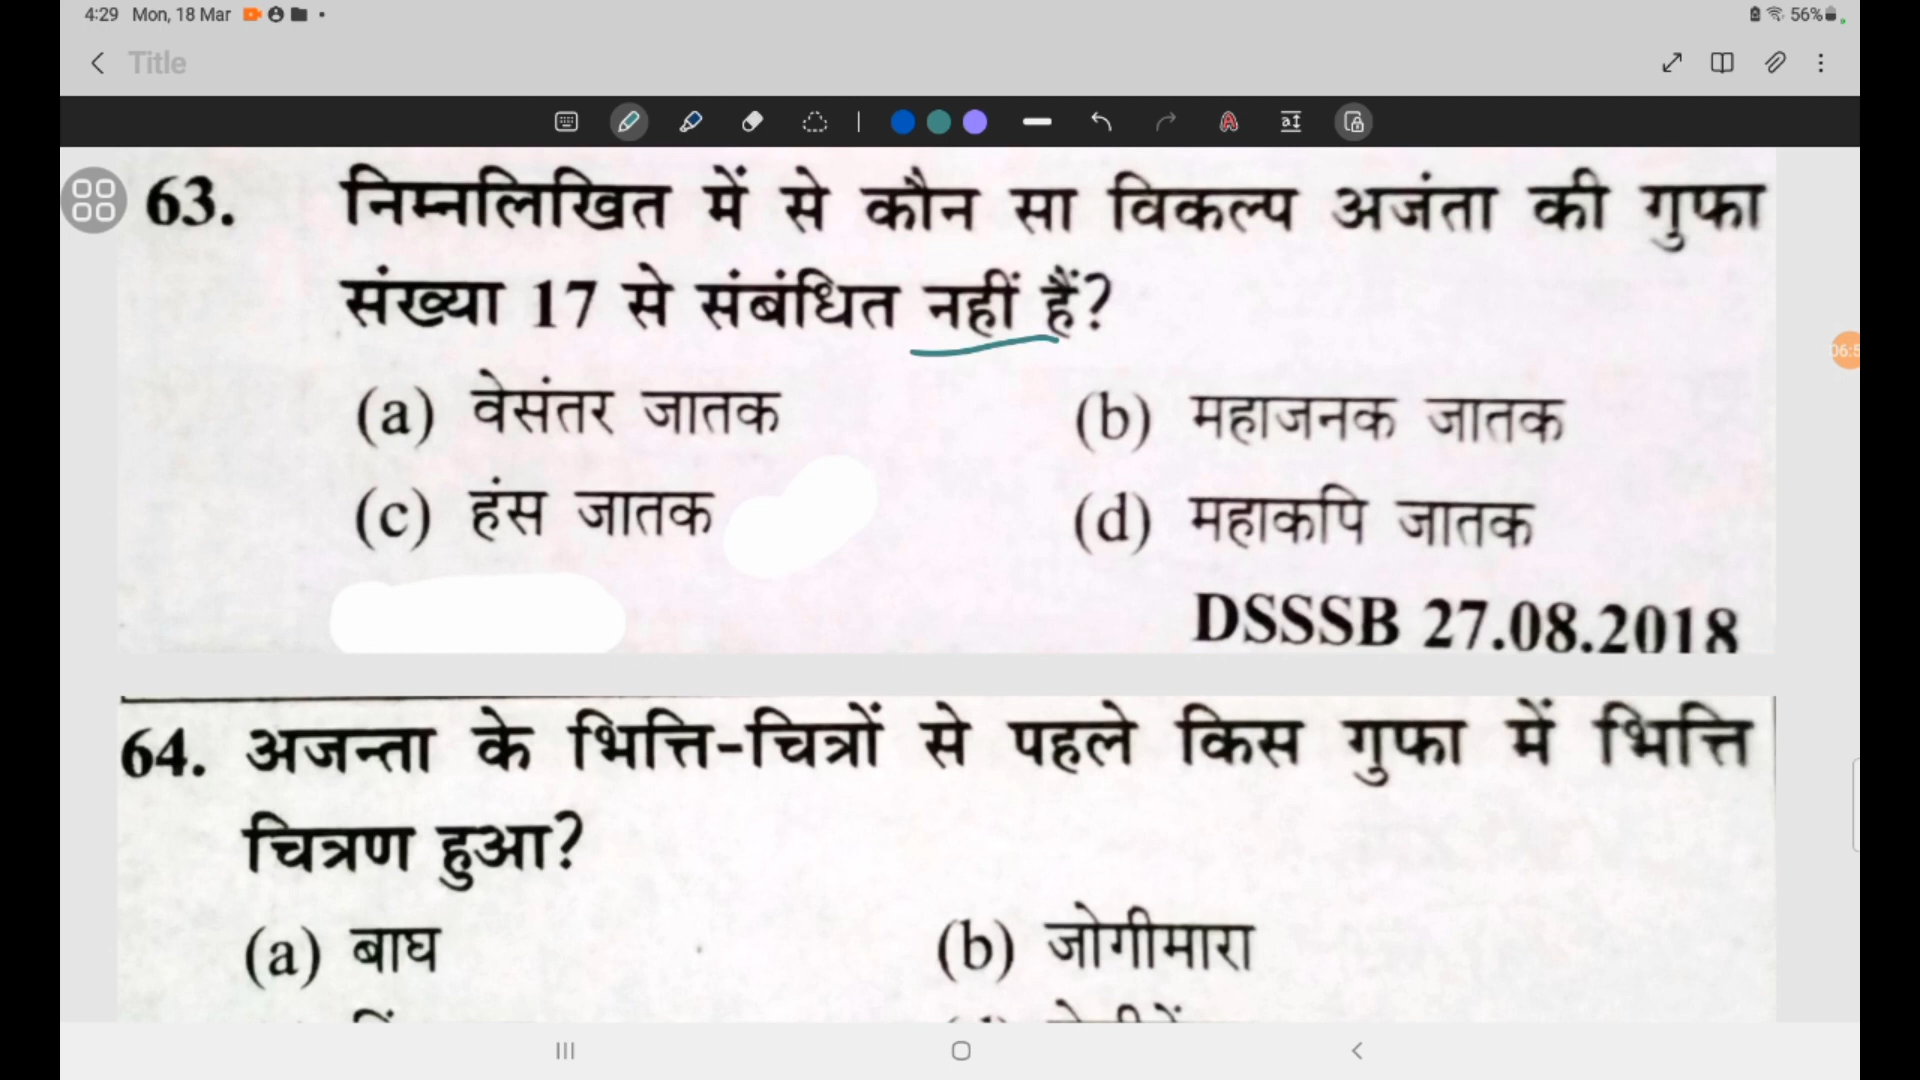 4:29 Mon, 18 Mar
56%
Title
63. निम्नलिखित में से कौन सा विकल्प अजंता की गुफा
संख्या 17 से संबंधित नहीं हैं?
(a) वेसंतर जातक (b) महाजनक जातक
(c) हंस जातक (d) महाकपि जातक
DSSSB 27.08.2018
64. अजन्ता के भित्ति-चित्रों से पहले किस गुफा में भित्ति
चित्रण हुआ?
(a) बाघ (b) जोगीमारा